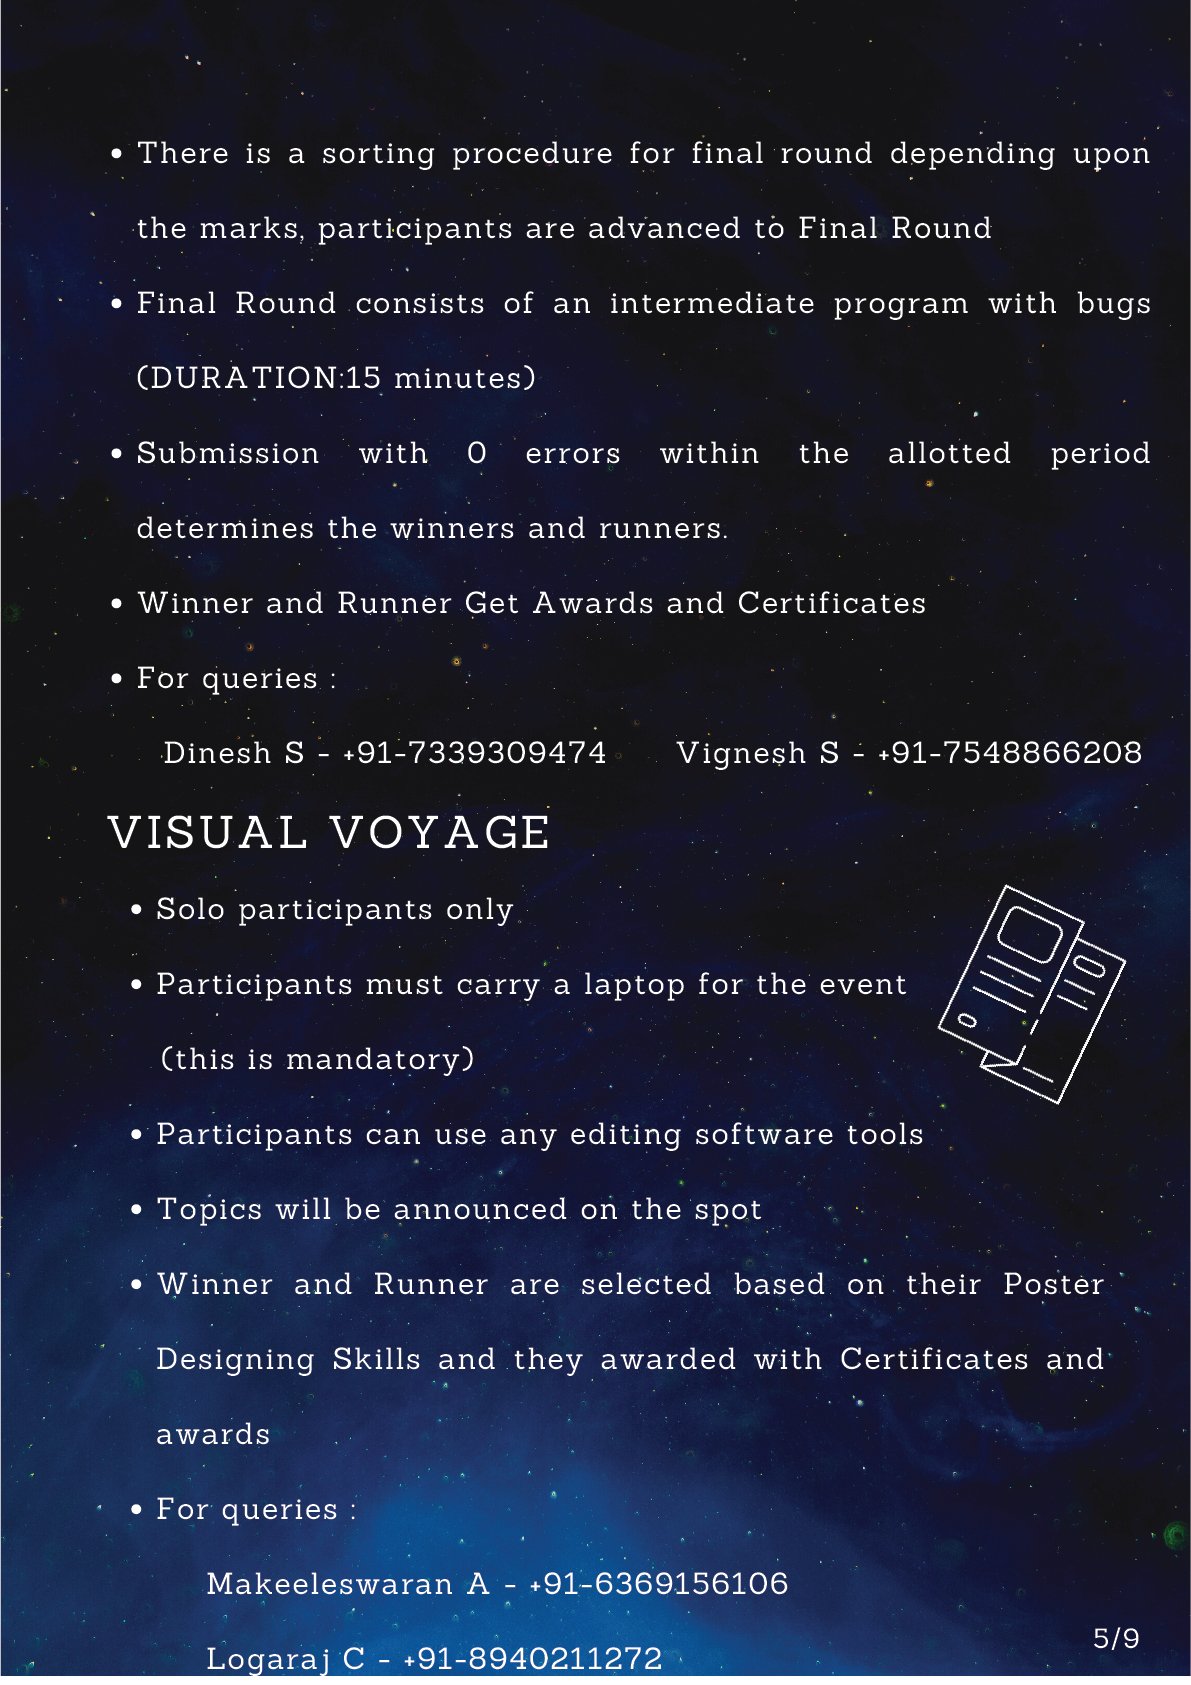 • There is a sorting procedure for final round depending upon
the marks, participants are advanced to Final Round
• Final Round consists of an intermediate program with bugs
(DURATION:15 minutes)
• Submission with 0 errors within the allotted period
determines the winners and runners.
• Winner and Runner Get Awards and Certificates
• For queries :
Dinesh S - +91-7339309474 Vignesh S - +91-7548866208
VISUAL VOYAGE
• Solo participants only
• Participants must carry a laptop for the event
(this is mandatory)
• Participants can use any editing software tools
• Topics will be announced on the spot
• Winner and Runner are selected based on their Poster
Designing Skills and they awarded with Certificates and
awards
• For queries :
Makeeleswaran A - +91-6369156106
Logaraj C - +91-8940211272
5/9